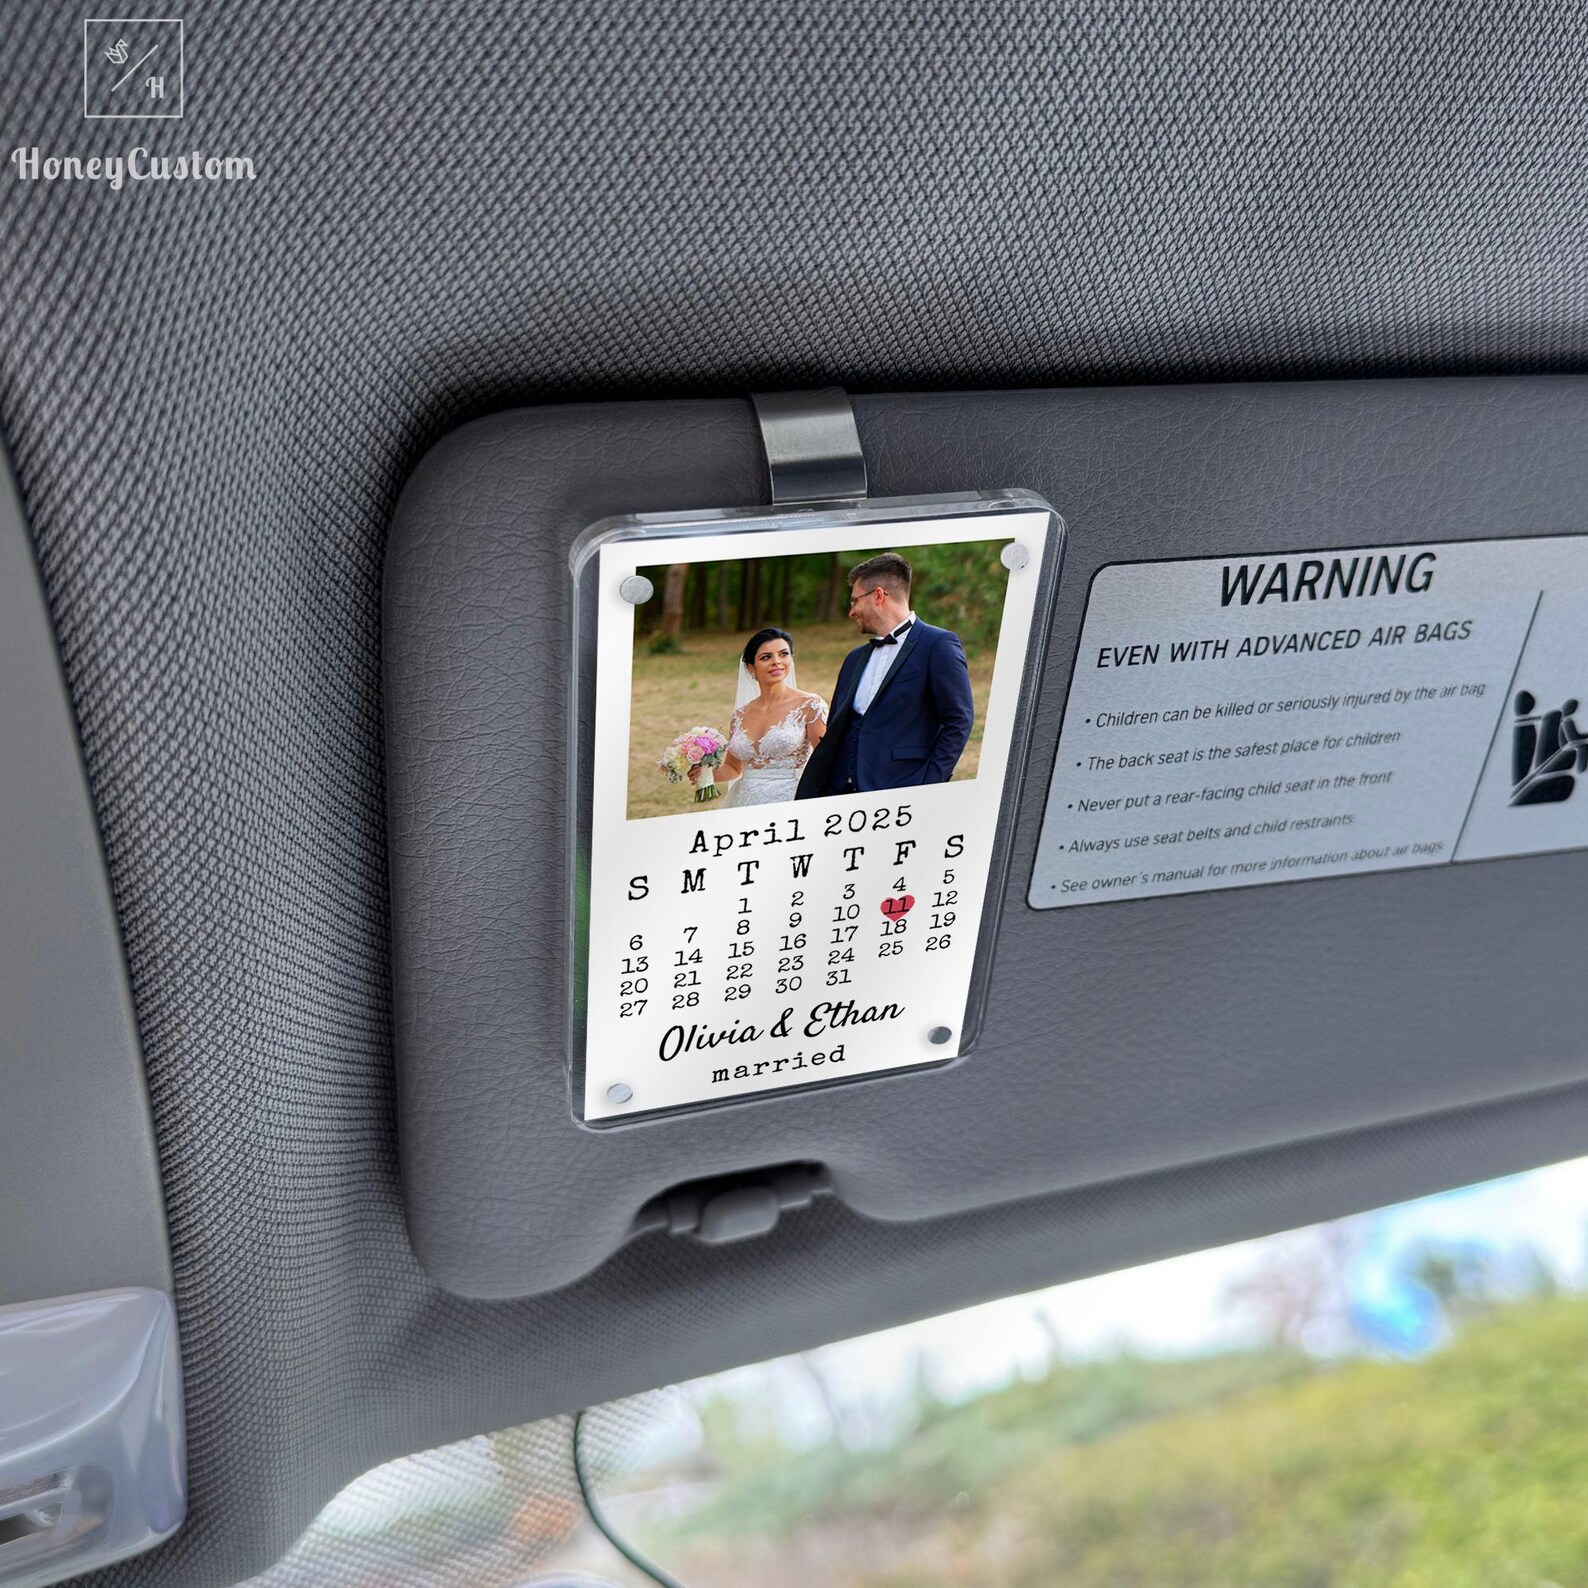 H
HoneyCustom
April 2025
S M T W T F S
1 2 3 4 5
6 7 8 9 10 11 12
13 14 15 16 17 18 19
20 21 22 23 24 25 26
27 28 29 30 31
Olivia & Ethan
married
WARNING
EVEN WITH ADVANCED AIR BAGS
• Children can be killed or seriously injured by the air bag
• The back seat is the safest place for children
• Never put a rear-facing child seat in the front
• Always use seat belts and child restraints
• See owner's manual for more information about air bags